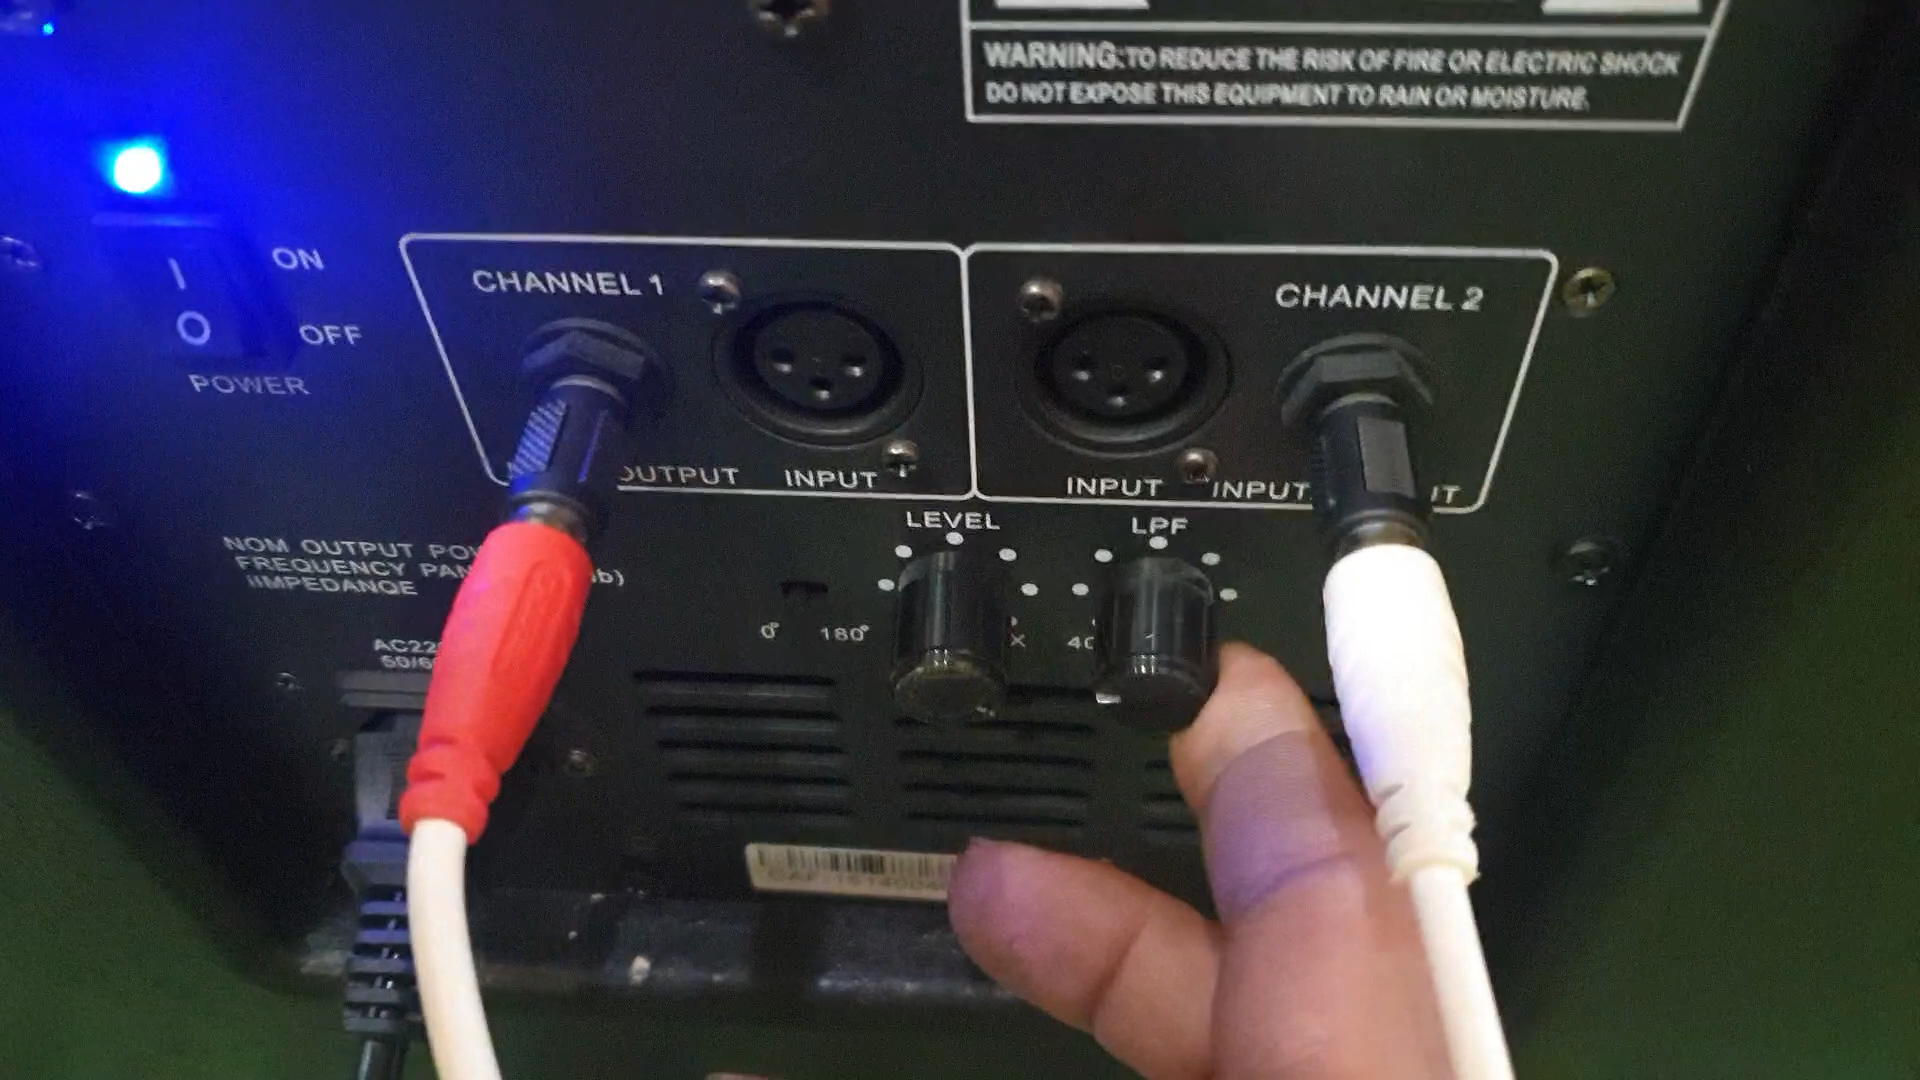 WARNING: TO REDUCE THE RISK OF FIRE OR ELECTRIC SHOCK
DO NOT EXPOSE THIS EQUIPMENT TO RAIN OR MOISTURE.
I ON
O OFF
POWER
CHANNEL 1
CHANNEL 2
OUTPUT INPUT
INPUT INPUT
LEVEL
LPF
NOM OUTPUT
FREQUENCY
IIMPEDANCE
0° 180°